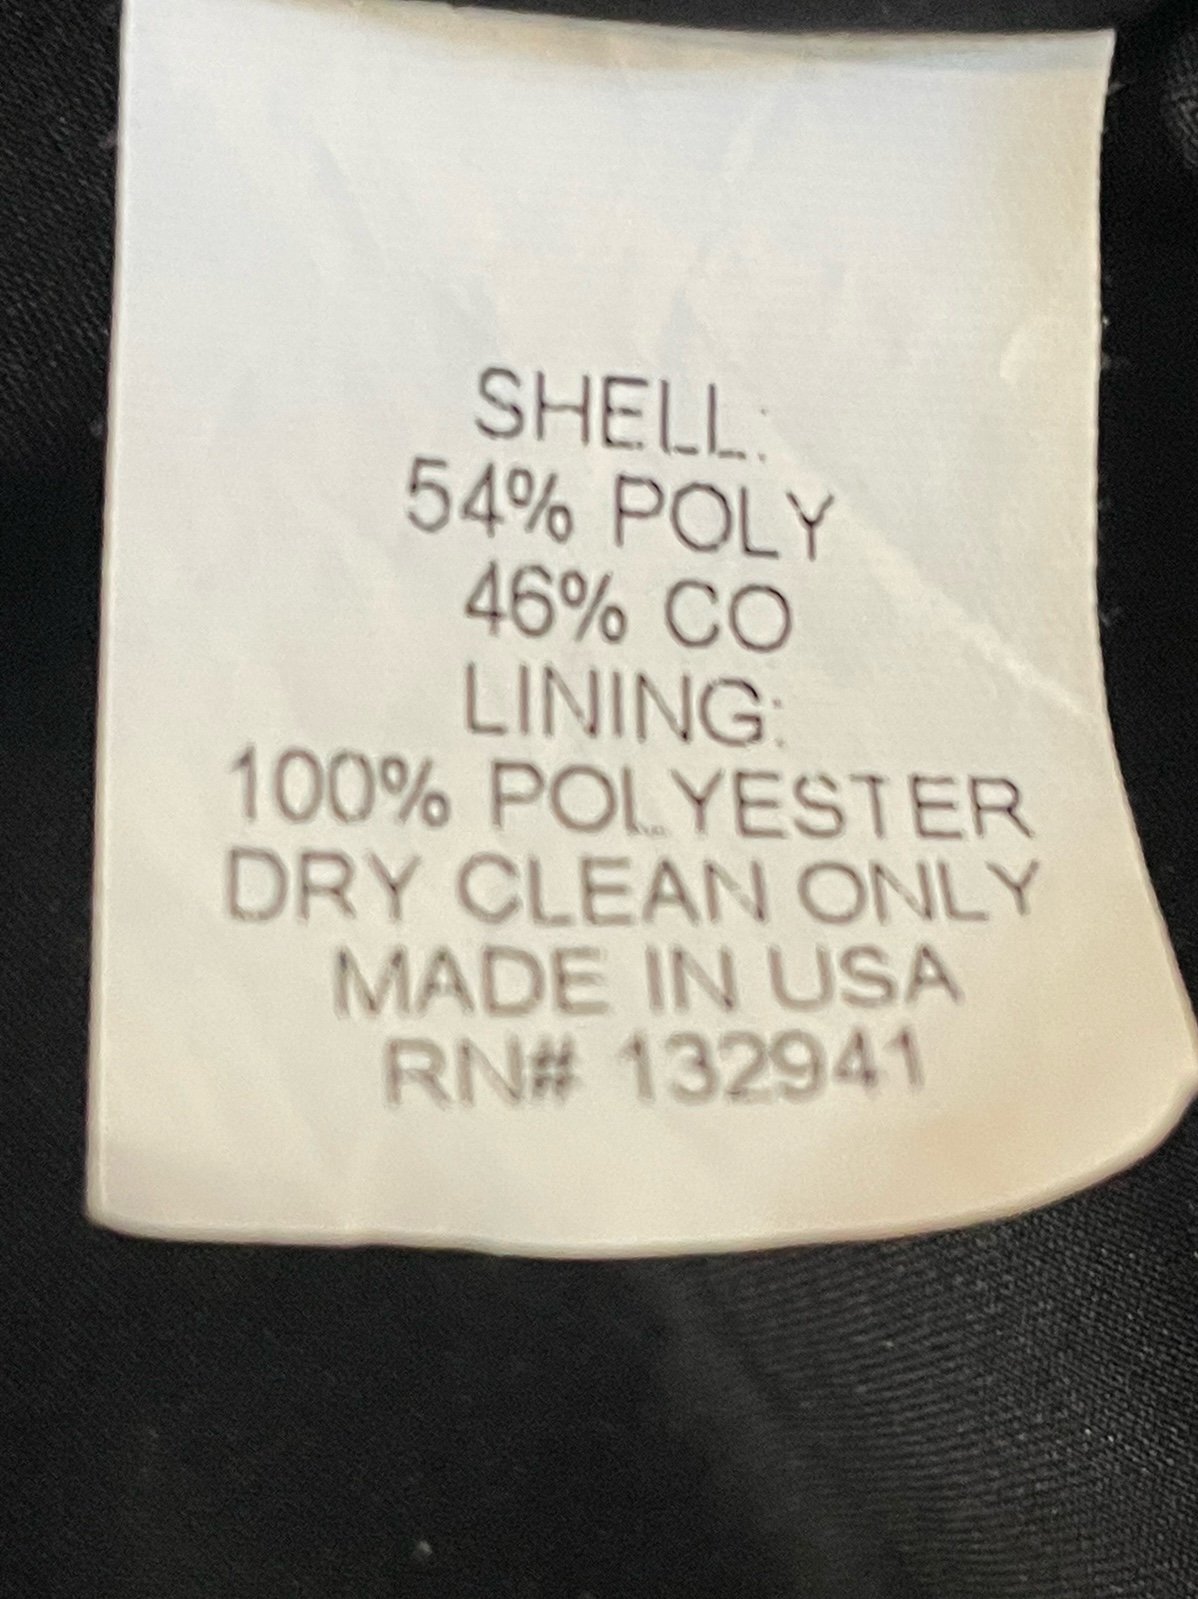 SHELL:
54% POLY
46% CO
LINING:
100% POLYESTER
DRY CLEAN ONLY
MADE IN USA
RN# 132941